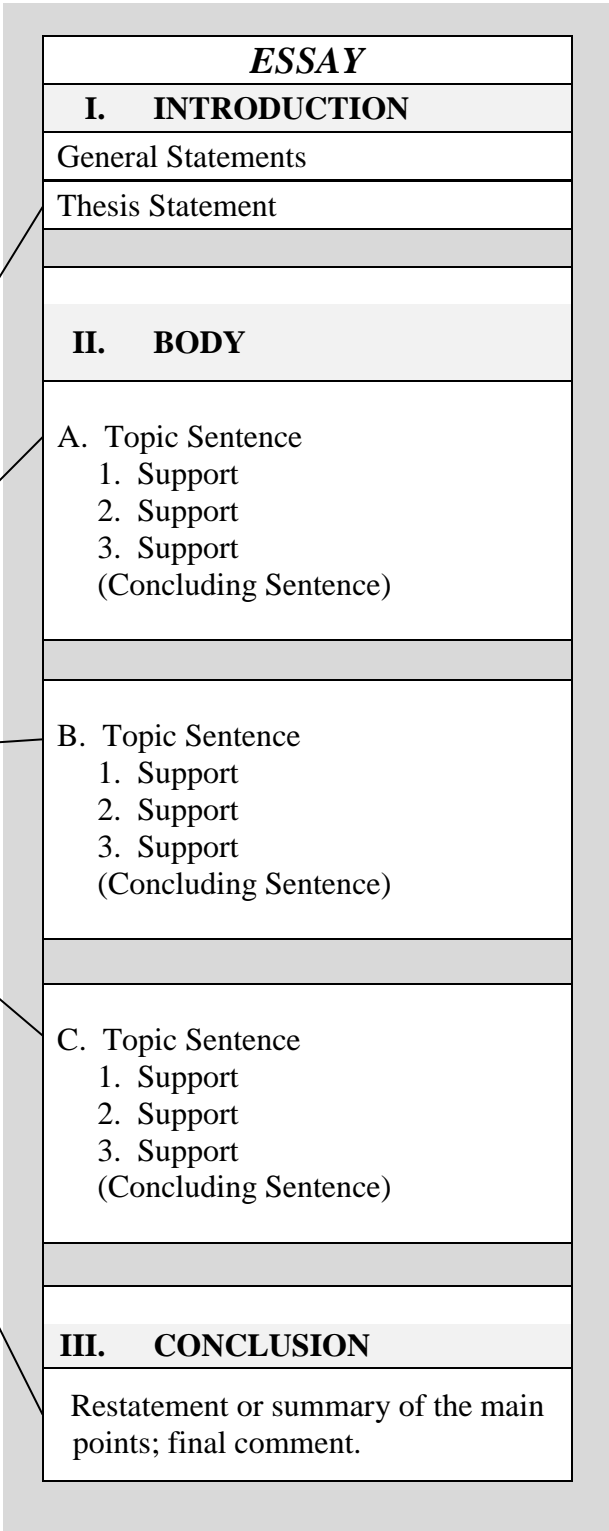 ESSAY
I. INTRODUCTION
General Statements
Thesis Statement
II. BODY
A. Topic Sentence
1. Support
2. Support
3. Support
(Concluding Sentence)
B. Topic Sentence
1. Support
2. Support
3. Support
(Concluding Sentence)
C. Topic Sentence
1. Support
2. Support
3. Support
(Concluding Sentence)
III. CONCLUSION
Restatement or summary of the main
points; final comment.